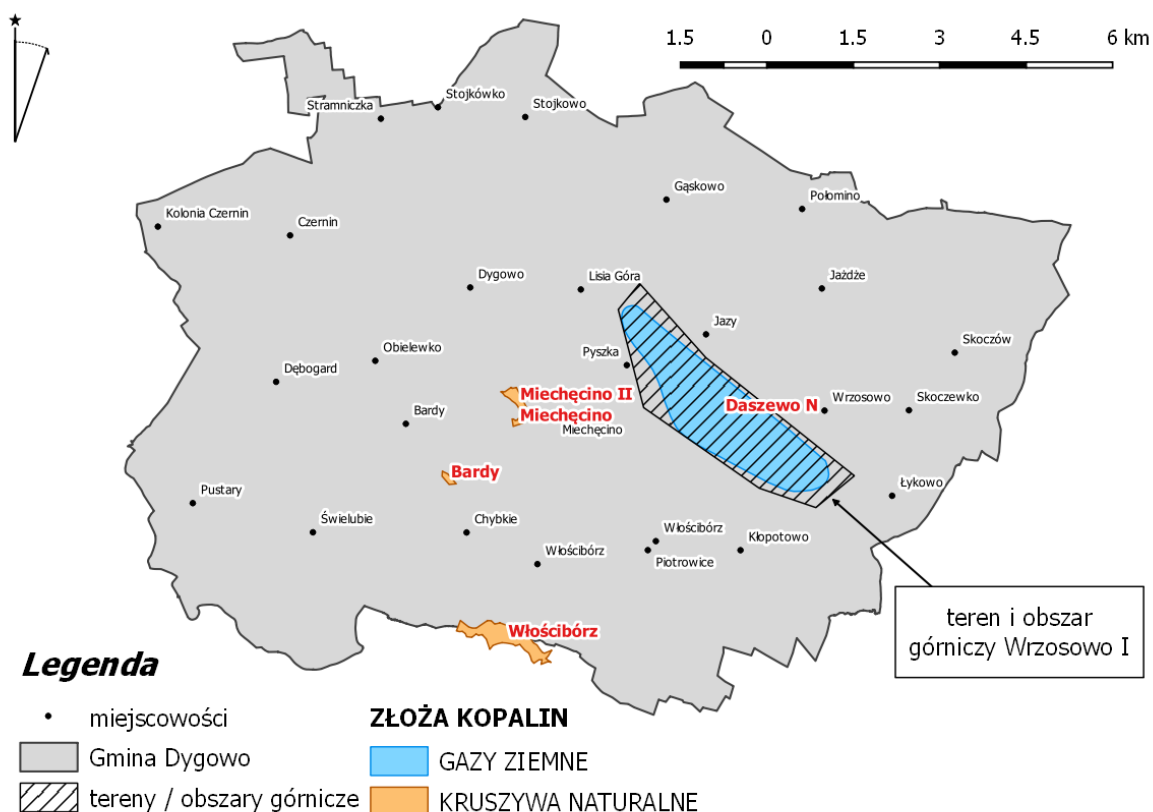 1.5 0 1.5 3 4.5 6 km
Stojkówko
Stramniczka
Stojkowo
Gąskowo
Połomino
Kolonia Czernin
Czernin
Dygowo
Lisia Góra
Jażdże
Jazy
Skoczów
Obielewko
Pyszka
Dębogard
Miechęcino II
Daszewo N
Wrzosowo
Skoczewko
Miechęcino
Bardy
Miechęcino
Bardy
Pustary
Łykowo
Świelubie
Chybkie
Włościbórz
Włościbórz
Kłopotowo
Piotrowice
teren i obszar
górniczy Wrzosowo I
Włościbórz
Legenda
miejscowości
Gmina Dygowo
tereny / obszary górnicze
ZŁOŻA KOPALIN
GAZY ZIEMNE
KRUSZYWA NATURALNE